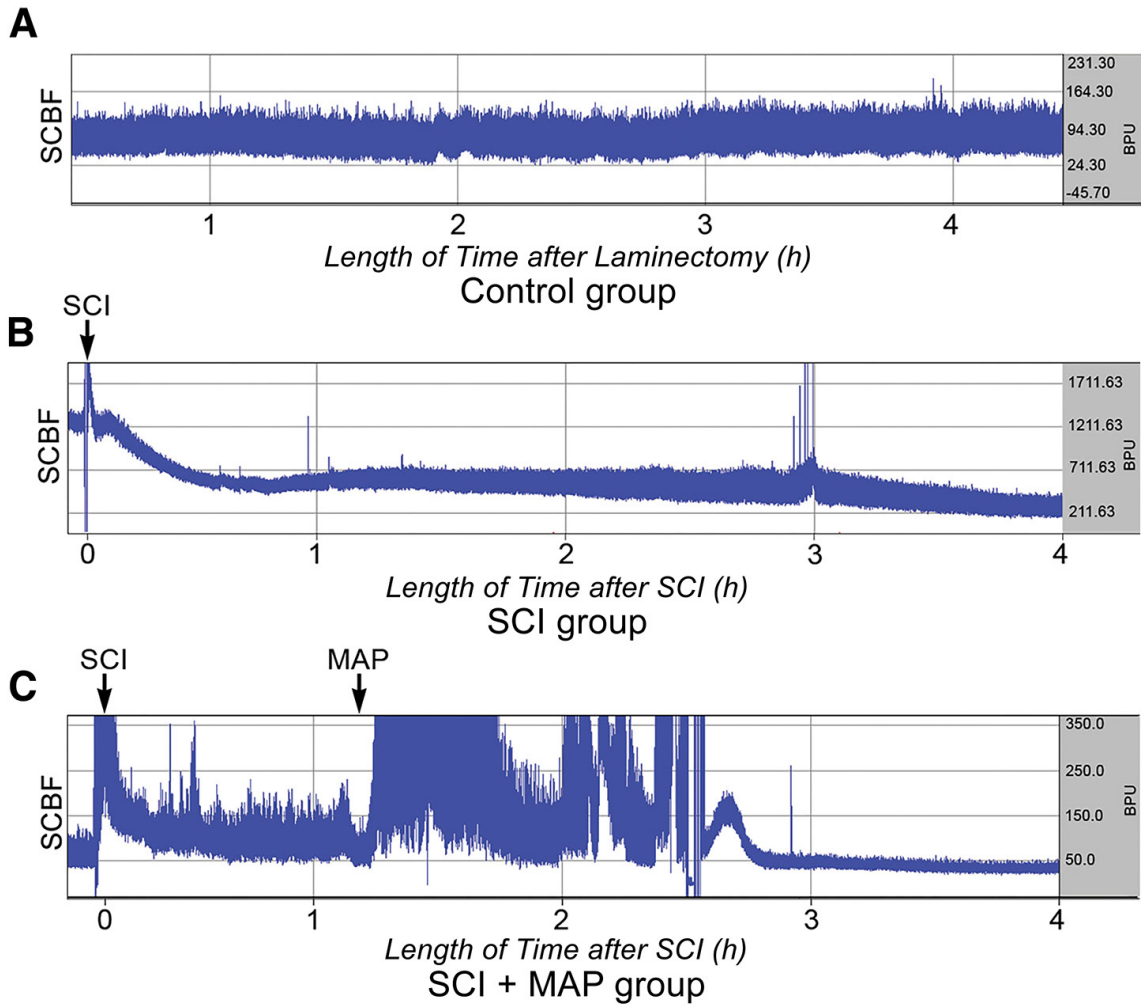 A
SCBF
231.30
164.30
94.30
24.30
-45.70
BPU
1 2 3 4
Length of Time after Laminectomy (h)
Control group
SCI
B
SCBF
1711.63
1211.63
711.63
211.63
BPU
0 1 2 3 4
Length of Time after SCI (h)
SCI group
SCI MAP
C
SCBF
350.0
250.0
150.0
50.0
BPU
0 1 2 3 4
Length of Time after SCI (h)
SCI + MAP group